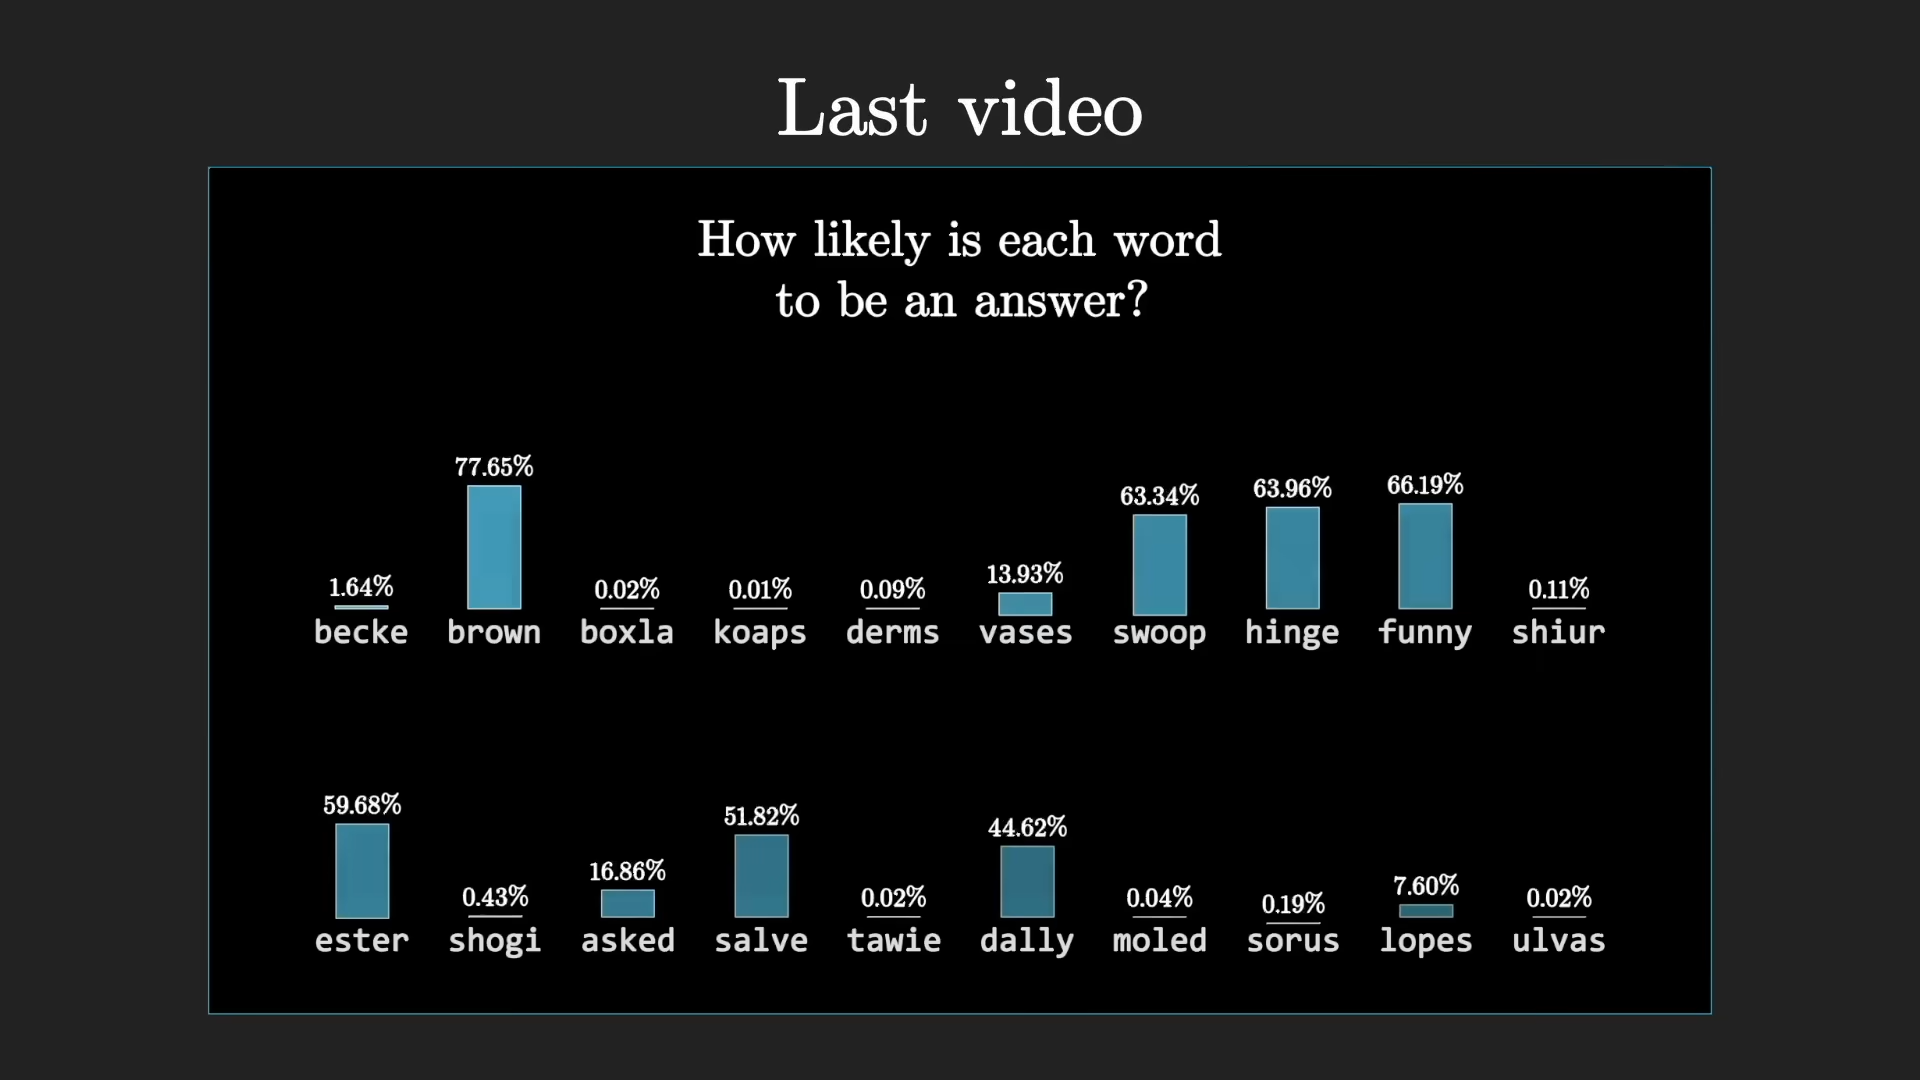 Last video
How likely is each word
to be an answer?
77.65%
63.34% 63.96% 66.19%
1.64% 0.02% 0.01% 0.09% 13.93% 0.11%
becke brown boxla koaps derms vases swoop hinge funny shiur
59.68% 51.82% 44.62%
0.43% 16.86% 0.02% 0.04% 0.19% 7.60% 0.02%
ester shogi asked salve tawie dally moled sorus lopes ulvas